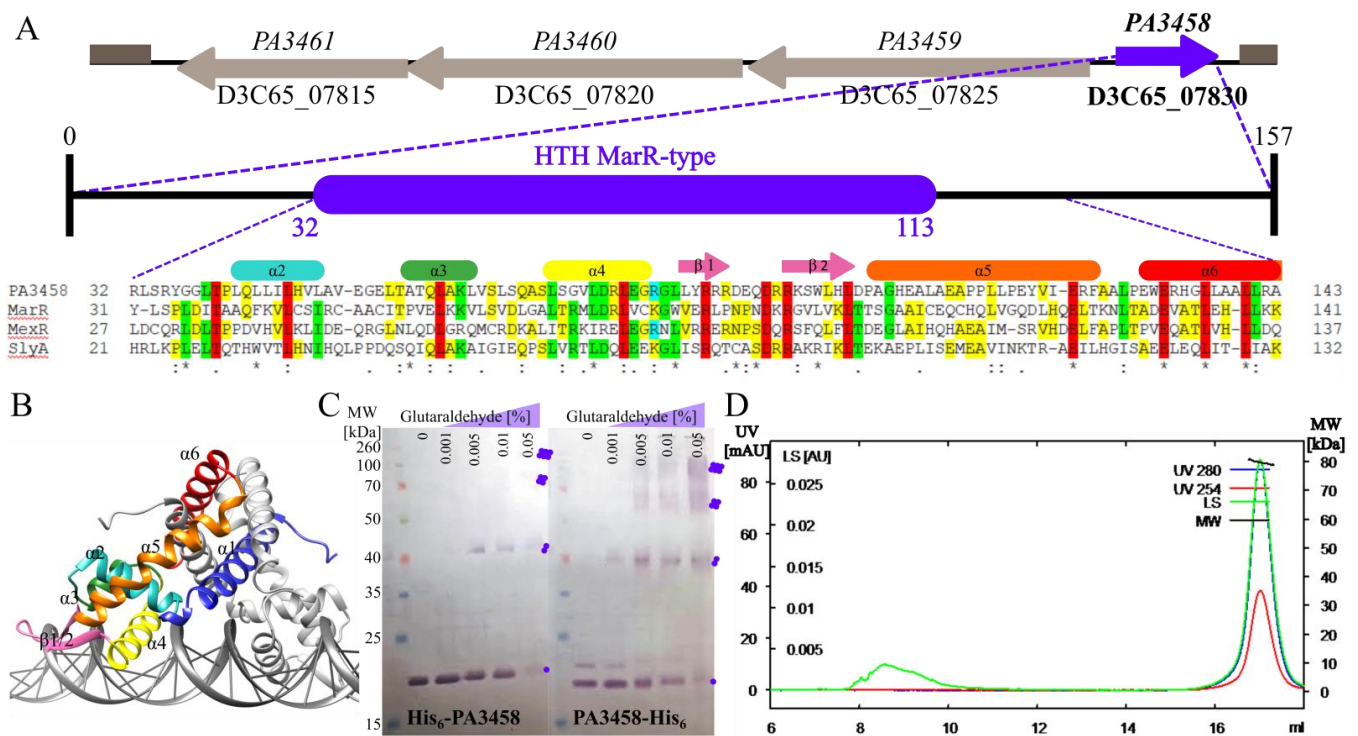 A
PA3461 PA3460 PA3459 PA3458
D3C65_07815 D3C65_07820 D3C65_07825 D3C65_07830
0 157
HTH MarR-type
32 113
α2 α3 α4 β 1 β 2 α5 α6
PA3458 32 RLSRYGGLTPLQLLILHVLAV-EGELTATQLAKLVSLSQASLSGVLDRLEGRGLLYRRRDEQDRRKSWLHLDPAGHEALAEAPPLLPEYVI-ERFAALPEWERHGLLAALLRA 143
MarR 31 Y-LSPLDITAAQFKVLCSIRC-AACITPVELKKVLSVDLGALTRMLDRLVCKGWVERLPNPNDKRGVLVKLTTSGAAICEQCHQLVGQDLHQELTKNLTADEVATLEH-LLKK 141
MexR 27 LDCQRLDLTPPDVHVLKLIDE-QRGLNLQDLGRQMCRDKALITRKIRELEGRNLVRRERNPSDQRSFQLFLTDEGLAIHQHAEAIM-SRVHDELFAPLTPVEQATLVH-LLDQ 137
SlyA 21 HRLKPLELTQTHWVTLHNIHQLPPDQSQIQLAKAIGIEQPSLVRTLDQLEEKGLISRQTCASDRRAKRIKLTEKAEPLISEMEAVINKTR-AEILHGISAEELEQLIT-LIAK 132
B
α6
α1
α5
α2
α3
β1/2
α4
C
MW [kDa]
Glutaraldehyde [%] Glutaraldehyde [%]
0 0.001 0.005 0.01 0.05 0 0.001 0.005 0.01 0.05
260
100
70
50
40
35
25
15
His6-PA3458 PA3458-His6
D
UV [mAU]
LS [AU]
MW [kDa]
UV 280
UV 254
LS
MW
80
60
40
20
0
0.025
0.02
0.015
0.01
0.005
80
70
60
50
40
30
20
10
0
6 8 10 12 14 16 ml